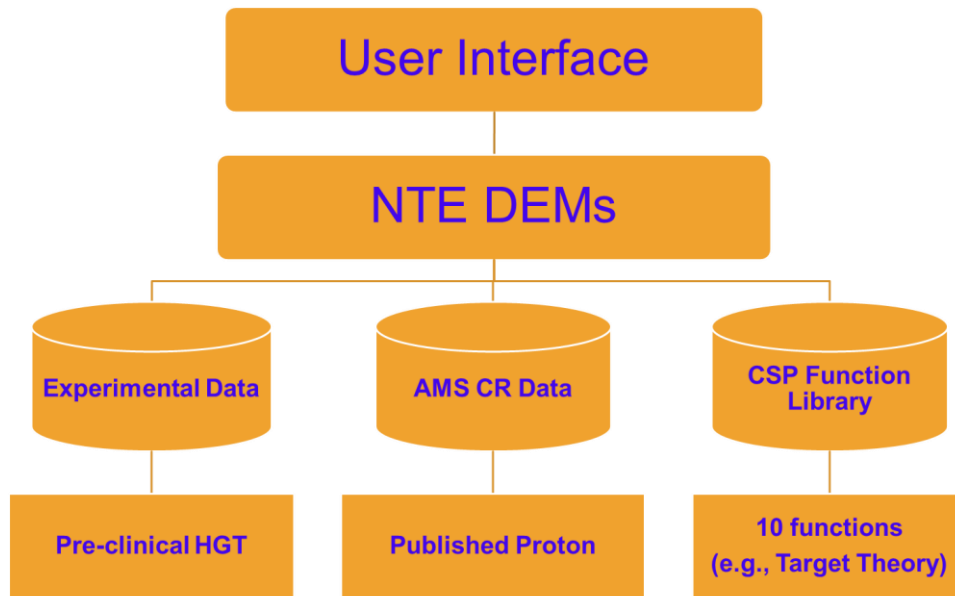 User Interface
NTE DEMs
Experimental Data
AMS CR Data
CSP Function
Library
Pre-clinical HGT
Published Proton
10 functions
(e.g., Target Theory)